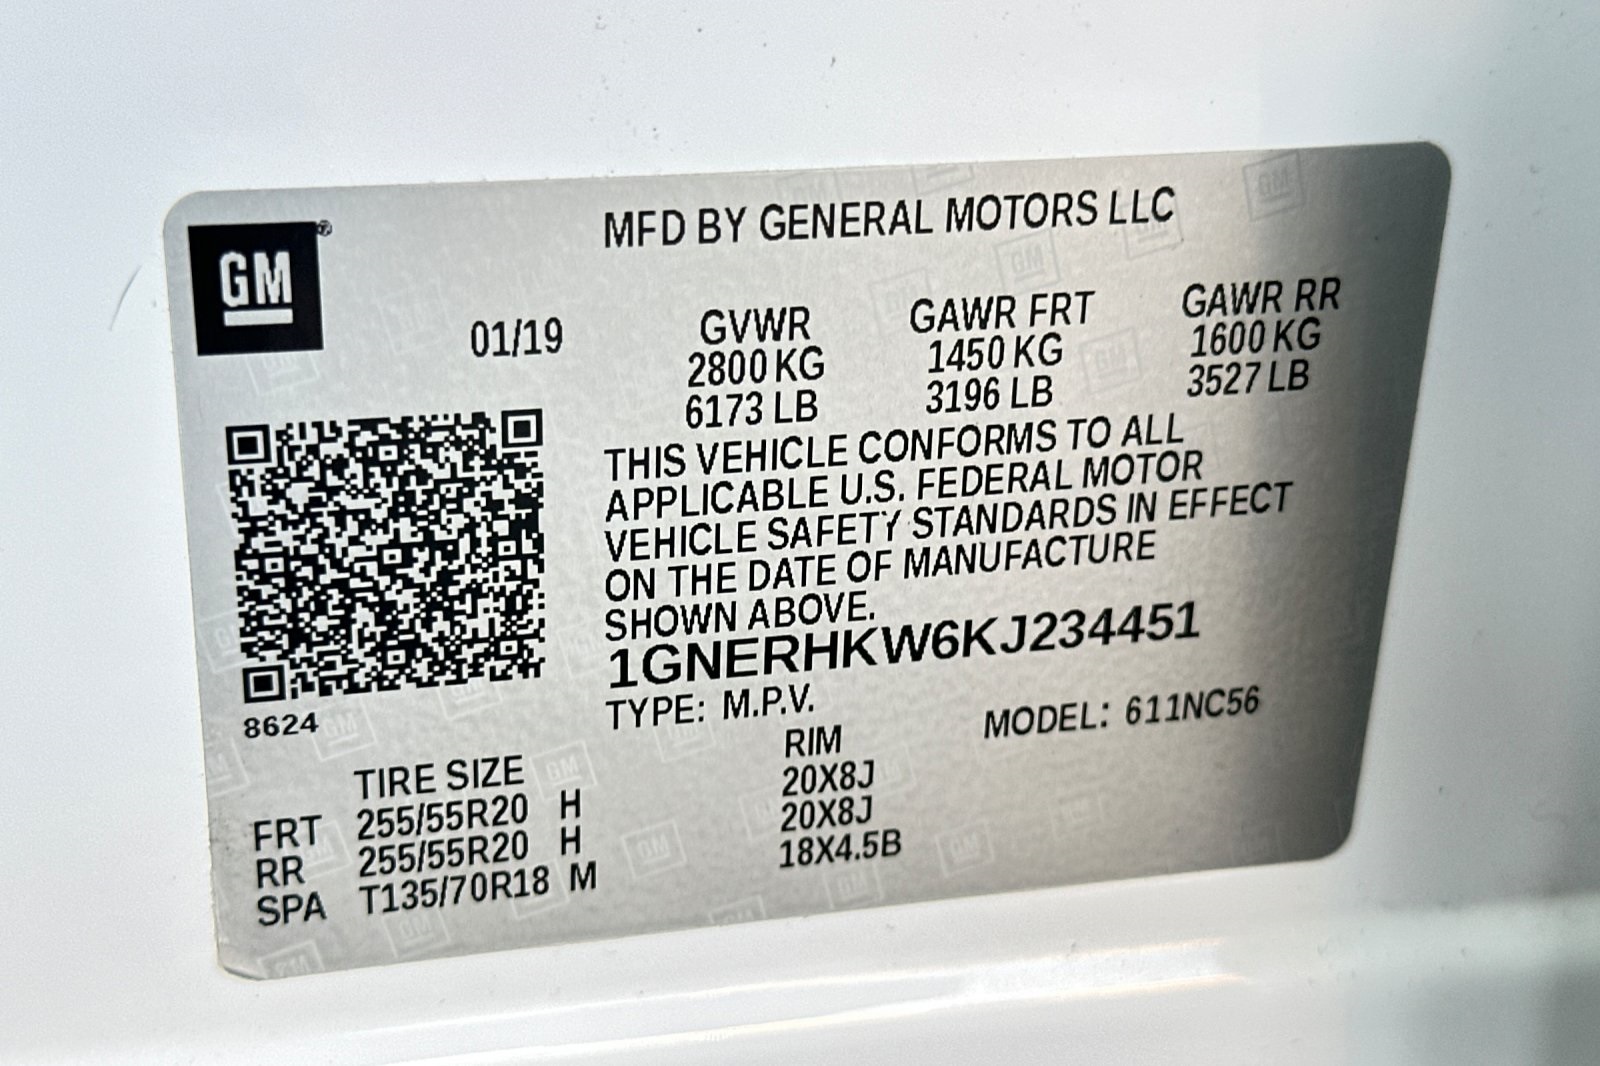 GM ®
MFD BY GENERAL MOTORS LLC
01/19
GVWR GAWR FRT GAWR RR
2800 KG 1450 KG 1600 KG
6173 LB 3196 LB 3527 LB
THIS VEHICLE CONFORMS TO ALL
APPLICABLE U.S. FEDERAL MOTOR
VEHICLE SAFETY STANDARDS IN EFFECT
ON THE DATE OF MANUFACTURE
SHOWN ABOVE.
1GNERHKW6KJ234451
8624
TYPE: M.P.V. MODEL: 611NC56
TIRE SIZE RIM
FRT 255/55R20 H 20X8J
RR 255/55R20 H 20X8J
SPA T135/70R18 M 18X4.5B